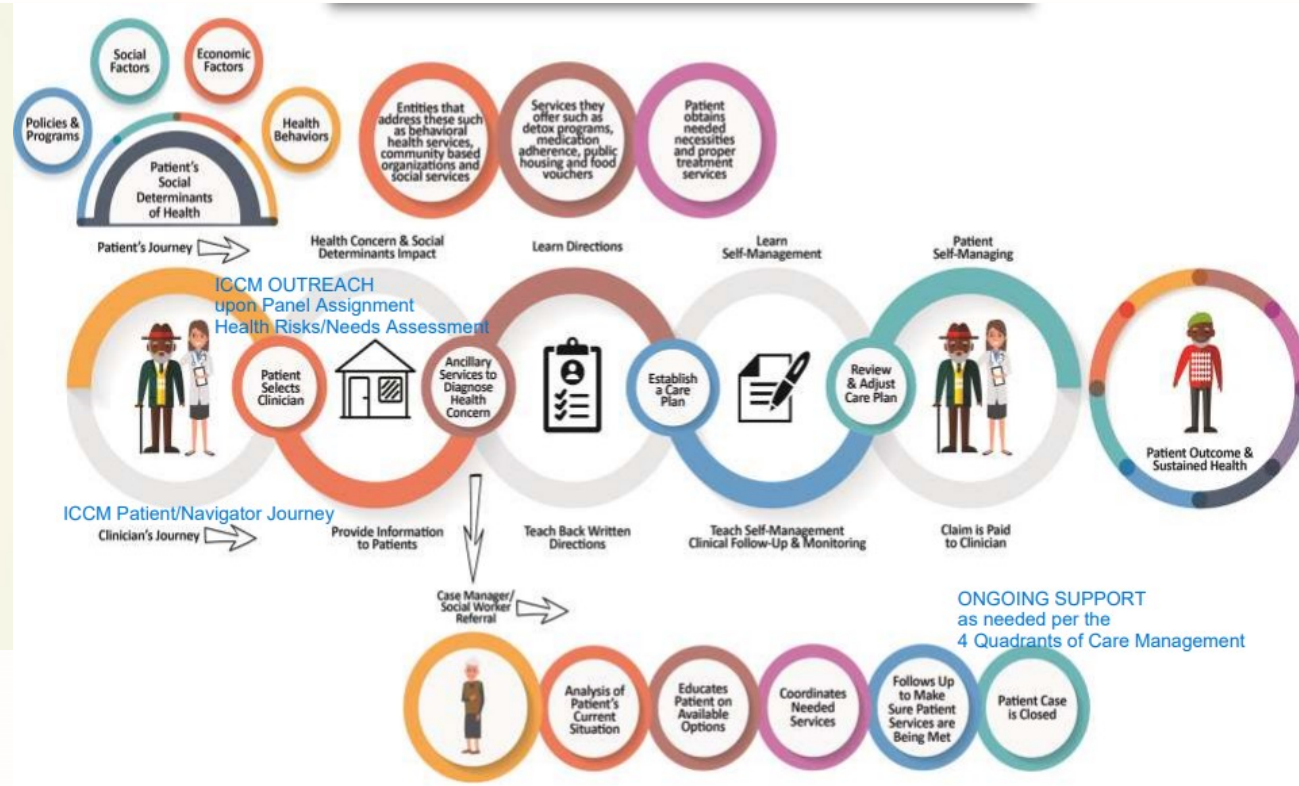 Social
Factors
Economic
Factors
Policies &
Programs
Health
Behaviors
Patient's
Social
Determinants
of Health
Entities that
address these such
as behavioral
health services,
community based
organizations and
social services
Services they
offer such as
detox programs,
medication
adherence, public
housing and food
vouchers
Patient
obtains
needed
necessities
and proper
treatment
services
Patient's Journey
Health Concern & Social
Determinants Impact
Learn Directions
Learn
Self-Management
Patient
Self-Managing
ICCM OUTREACH
upon Panel Assignment
Health Risks/Needs Assessment
Patient
Selects
Clinician
Ancillary
Services to
Diagnose
Health
Concern
Establish
a Care
Plan
Review
& Adjust
Care Plan
Patient Outcome &
Sustained Health
ICCM Patient/Navigator Journey
Clinician's Journey
Provide Information
to Patients
Teach Back Written
Directions
Teach Self-Management
Clinical Follow-Up & Monitoring
Claim is Paid
to Clinician
Case Manager/
Social Worker
Referral
ONGOING SUPPORT
as needed per the
4 Quadrants of Care Management
Analysis of
Patient's
Current
Situation
Educates
Patient on
Available
Options
Coordinates
Needed
Services
Follows Up
to Make
Sure Patient
Services are
Being Met
Patient Case
is Closed